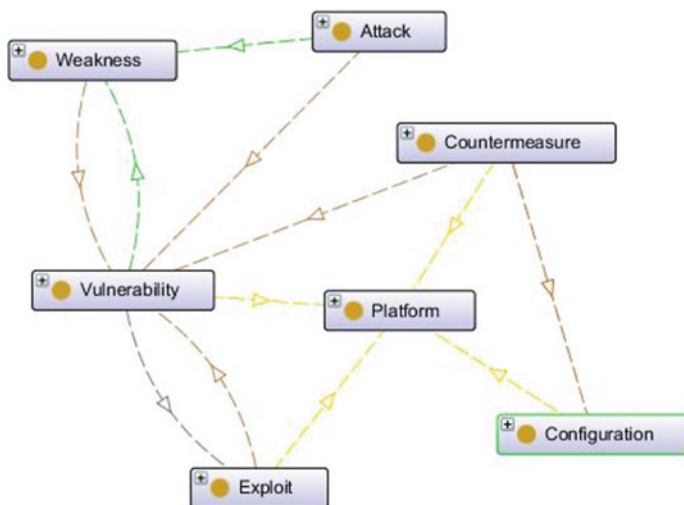 Attack
Weakness
Countermeasure
Vulnerability
Platform
Configuration
Exploit